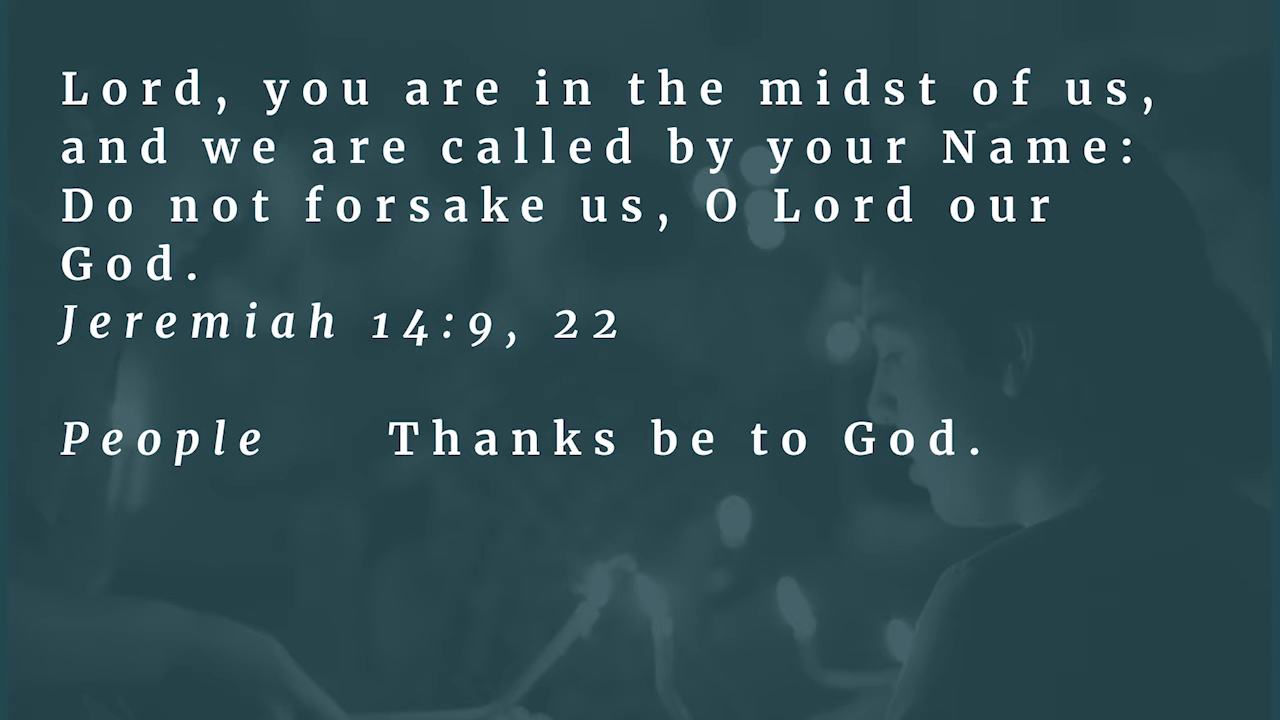 Lord, you are in the midst of us,
and we are called by your Name:
Do not forsake us, O Lord our
God.
Jeremiah 14:9, 22
People Thanks be to God.